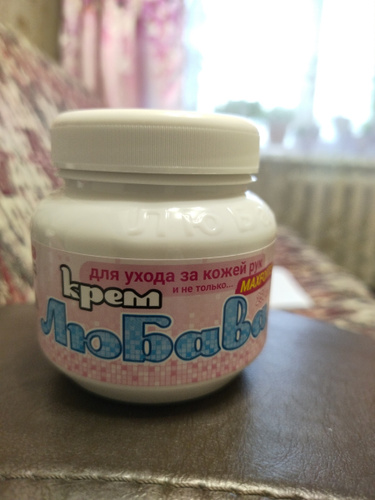 для ухода за кожей рук
и не только...
крем
Любава